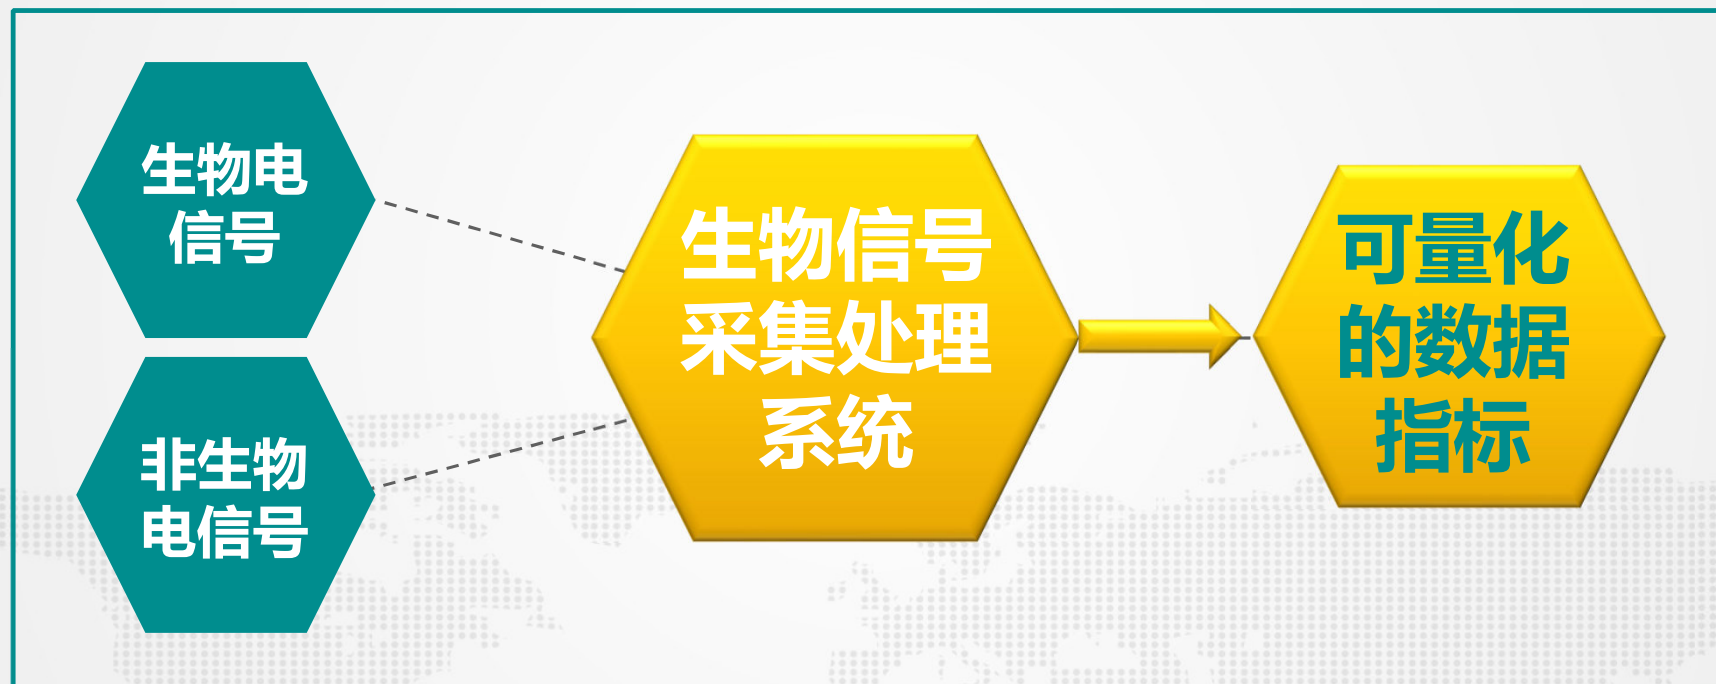 生物电
信号
非生物
电信号
生物信号
采集处理
系统
可量化
的数据
指标